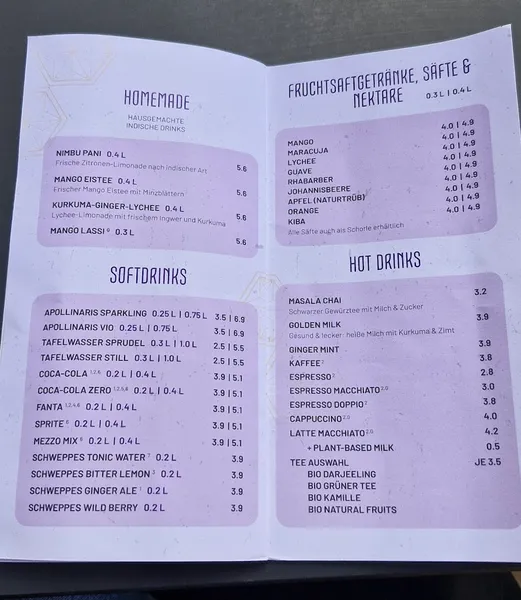 HOMEMADE
HAUSGEMACHTE
INDISCHE DRINKS
NIMBU PANI 0.4 L
Frische Zitronen-Limonade nach indischer Art 5.6
MANGO EISTEE 0.4 L
Frischer Mango Eistee mit Minzblättern 5.6
KURKUMA-GINGER-LYCHEE 0.4 L
Lychee-Limonade mit frischem Ingwer und Kurkuma 5.6
MANGO LASSI 0.3 L
5.6
SOFTDRINKS
APOLLINARIS SPARKLING 0.25 L | 0.75 L 3.5 | 6.9
APOLLINARIS VIO 0.25 L | 0.75 L 3.5 | 6.9
TAFELWASSER SPRUDEL 0.3 L | 1.0 L 2.5 | 5.5
TAFELWASSER STILL 0.3 L | 1.0 L 2.5 | 5.5
COCA-COLA 0.2 L | 0.4 L 3.9 | 5.1
COCA-COLA ZERO 0.2 L | 0.4 L 3.9 | 5.1
FANTA 0.2 L | 0.4 L 3.9 | 5.1
SPRITE 0.2 L | 0.4 L 3.9 | 5.1
MEZZO MIX 0.2 L | 0.4 L 3.9 | 5.1
SCHWEPPES TONIC WATER 0.2 L 3.9
SCHWEPPES BITTER LEMON 0.2 L 3.9
SCHWEPPES GINGER ALE 0.2 L 3.9
SCHWEPPES WILD BERRY 0.2 L 3.9
FRUCHTSAFTGETRÄNKE, SÄFTE &
NEKTARE 0.3 L | 0.4 L
MANGO 4.0 | 4.9
MARACUJA 4.0 | 4.9
LYCHEE 4.0 | 4.9
GUAVE 4.0 | 4.9
RHABARBER 4.0 | 4.9
JOHANNISBEERE 4.0 | 4.9
APFEL (NATURTRÜB) 4.0 | 4.9
ORANGE 4.0 | 4.9
KIBA
Alle Säfte auch als Schorle erhältlich
HOT DRINKS
MASALA CHAI 3.2
Schwarzer Gewürztee mit Milch & Zucker
GOLDEN MILK 3.9
Gesund & lecker: heiße Milch mit Kurkuma & Zimt
GINGER MINT 3.9
KAFFEE 3.8
ESPRESSO 2.8
ESPRESSO MACCHIATO 3.0
ESPRESSO DOPPIO 3.8
CAPPUCCINO 4.0
LATTE MACCHIATO 4.2
+ PLANT-BASED MILK 0.5
TEE AUSWAHL JE 3.5
BIO DARJEELING
BIO GRÜNER TEE
BIO KAMILLE
BIO NATURAL FRUITS